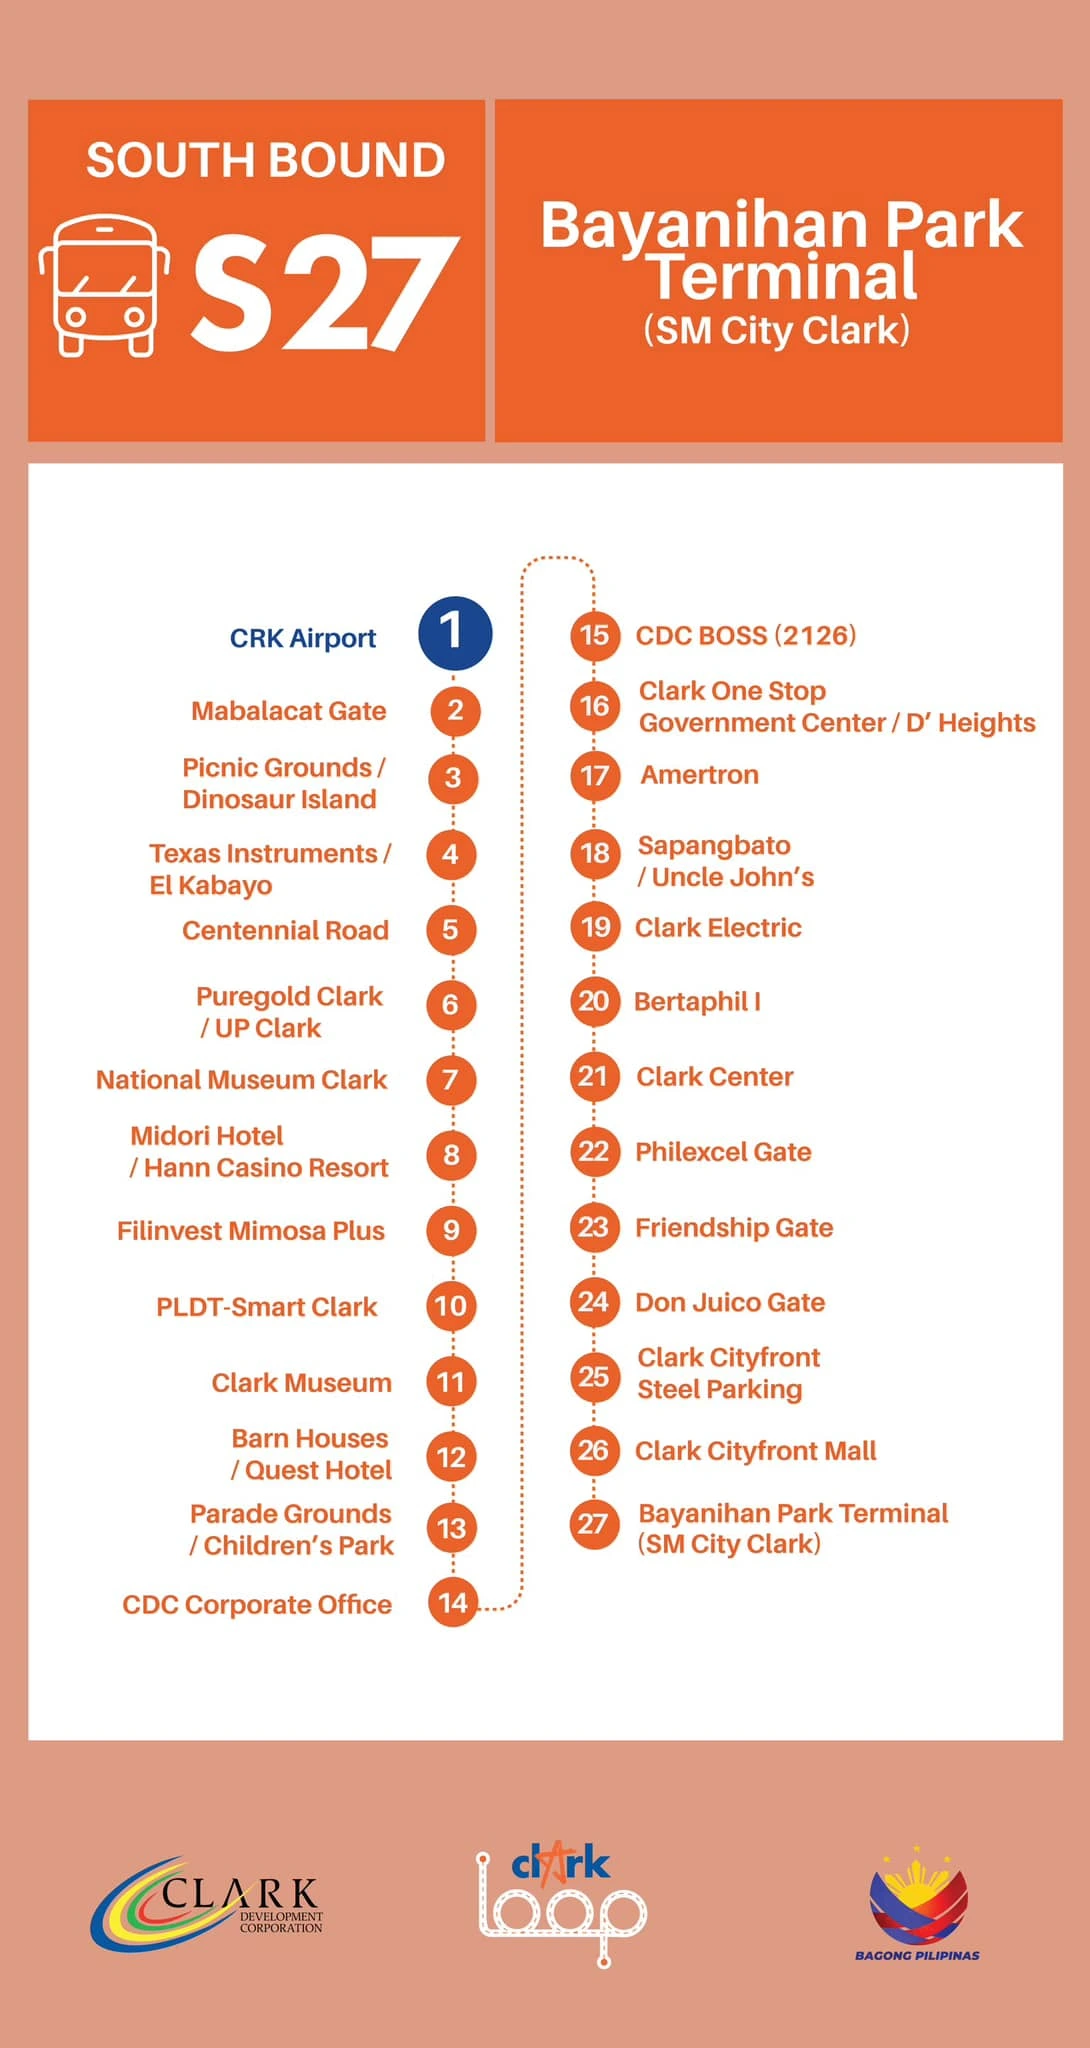 SOUTH BOUND
S27
Bayanihan Park
Terminal
(SM City Clark)
CRK Airport 1
Mabalacat Gate 2
Picnic Grounds /
Dinosaur Island 3
Texas Instruments /
El Kabayo 4
Centennial Road 5
Puregold Clark
/ UP Clark 6
National Museum Clark 7
Midori Hotel
/ Hann Casino Resort 8
Filinvest Mimosa Plus 9
PLDT-Smart Clark 10
Clark Museum 11
Barn Houses
/ Quest Hotel 12
Parade Grounds
/ Children's Park 13
CDC Corporate Office 14
15 CDC BOSS (2126)
16 Clark One Stop
Government Center / D' Heights
17 Amertron
18 Sapangbato
/ Uncle John's
19 Clark Electric
20 Bertaphil I
21 Clark Center
22 Philexcel Gate
23 Friendship Gate
24 Don Juico Gate
25 Clark Cityfront
Steel Parking
26 Clark Cityfront Mall
27 Bayanihan Park Terminal
(SM City Clark)
CLARK
DEVELOPMENT
CORPORATION
clArk
loop
BAGONG PILIPINAS